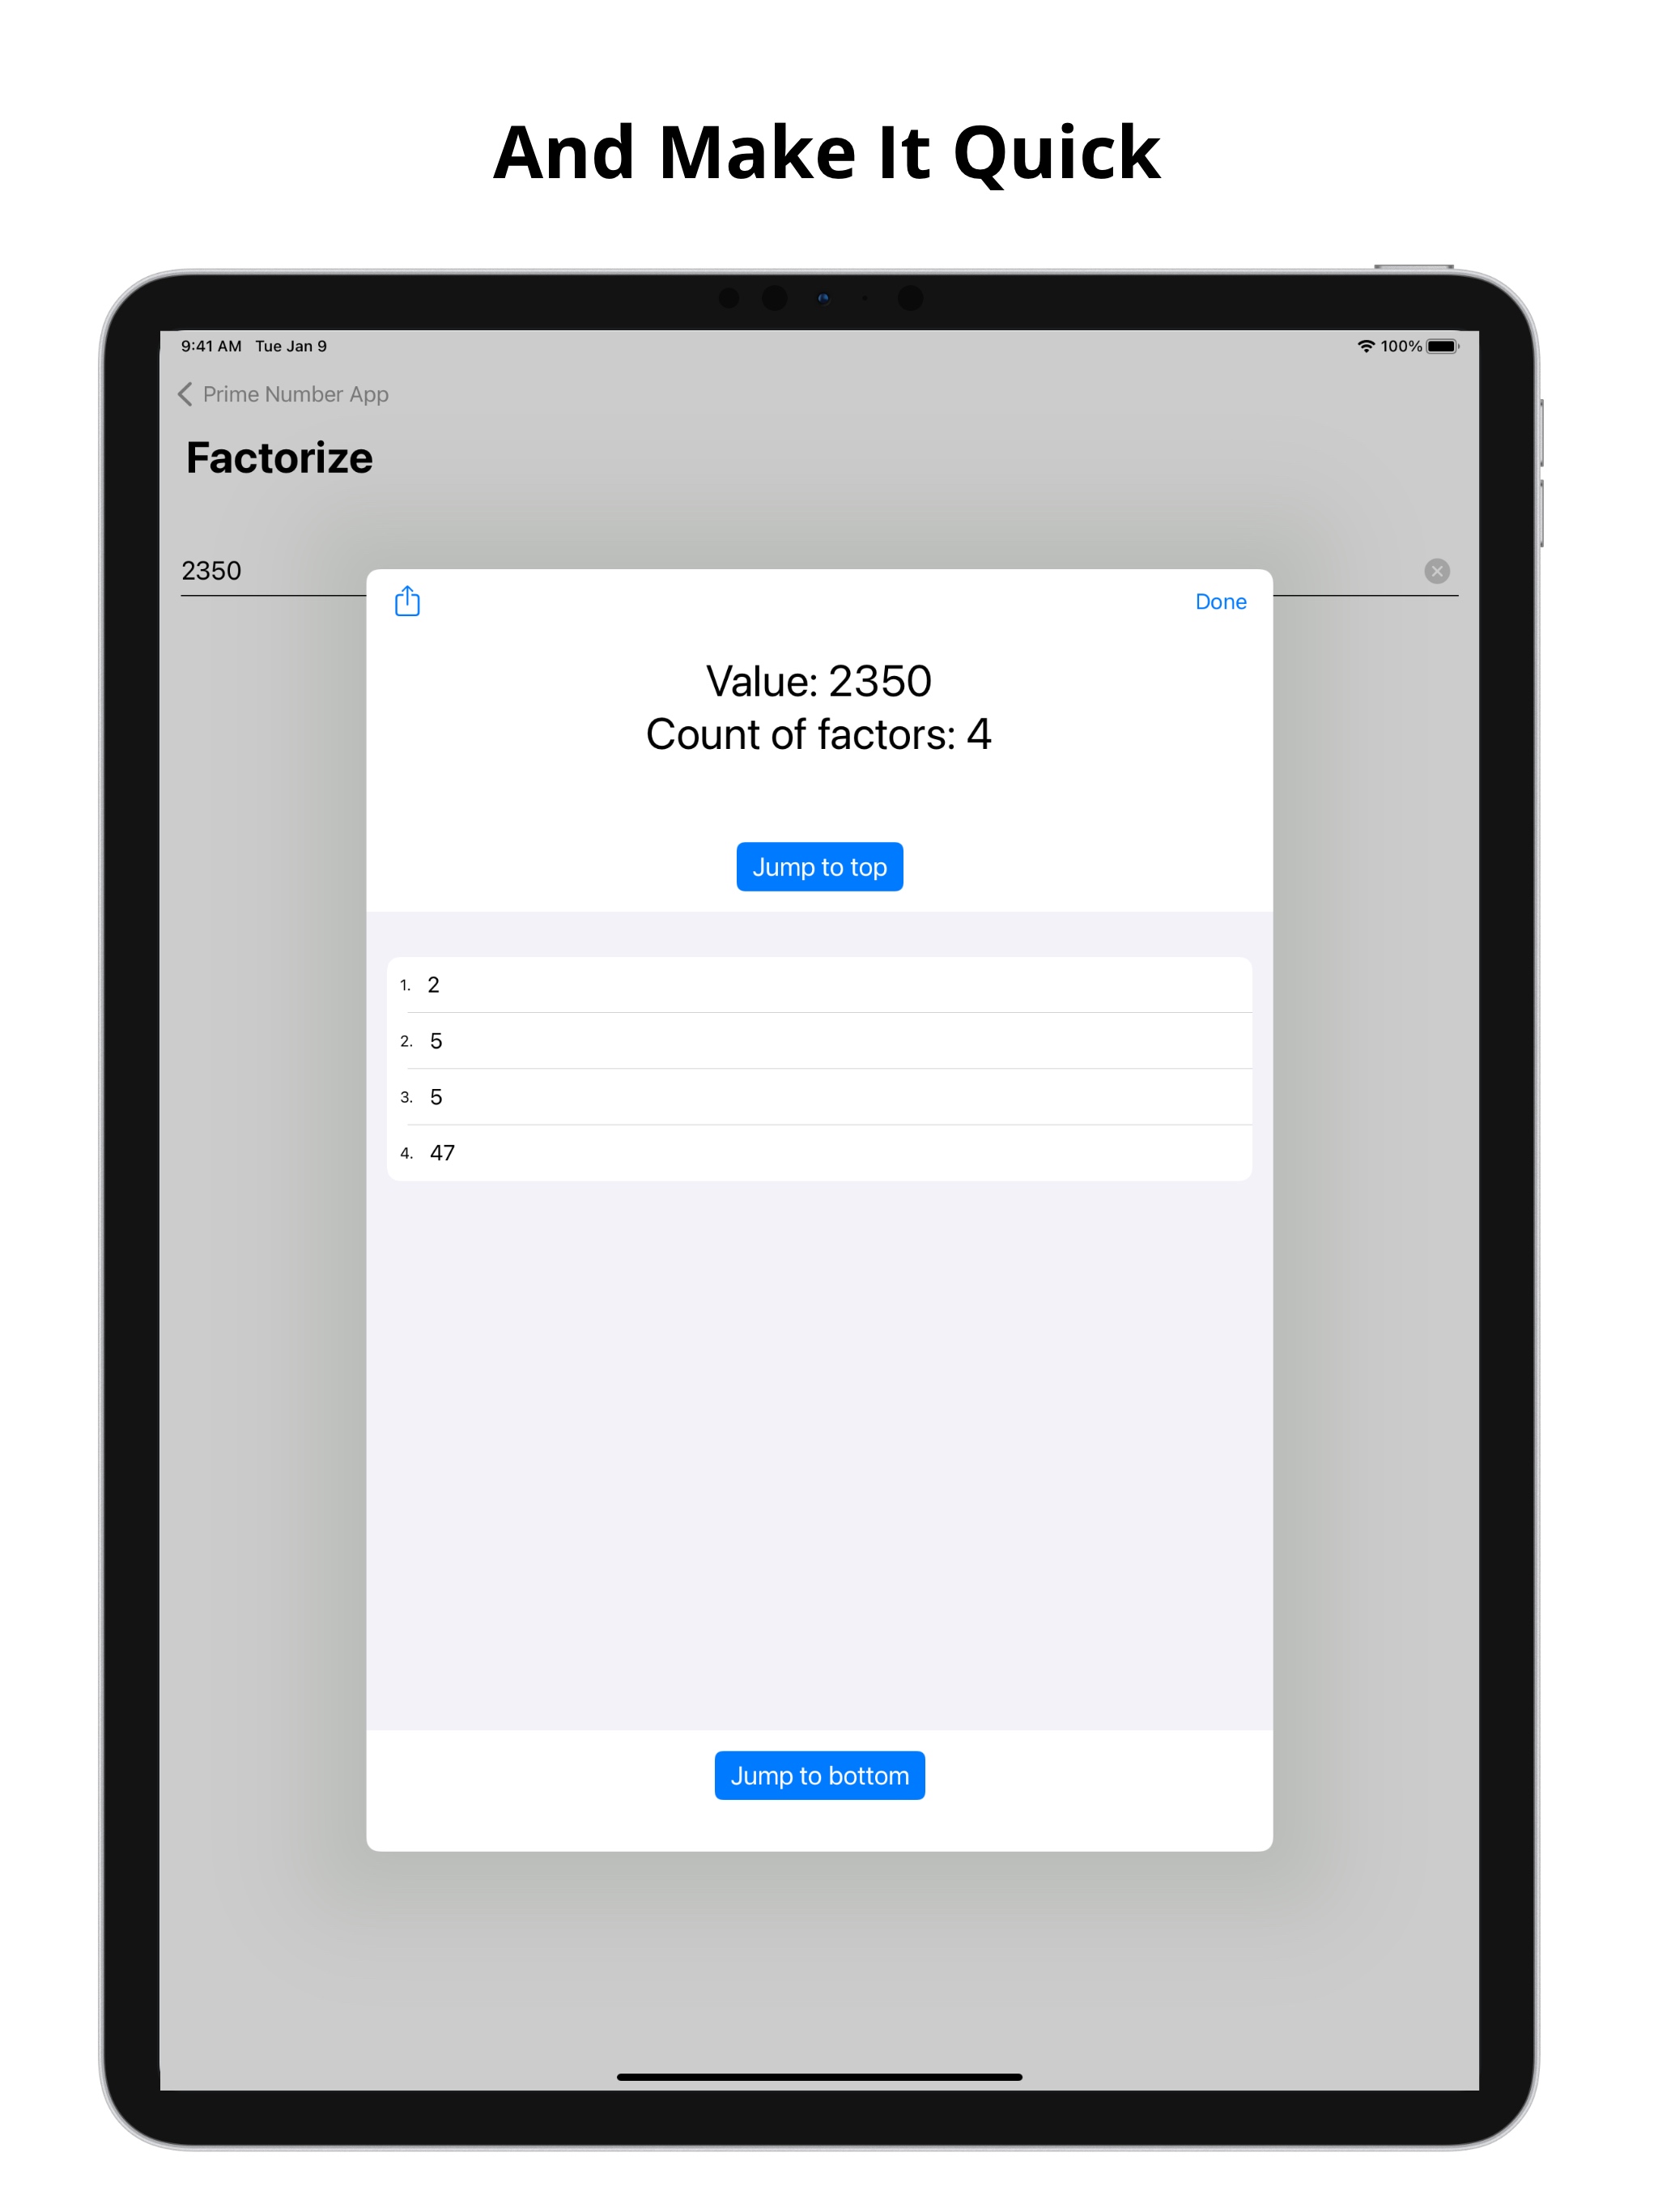 And Make It Quick
9:41 AM Tue Jan 9 100%
Prime Number App
Factorize
2350
Done
Value: 2350
Count of factors: 4
Jump to top
1. 2
2. 5
3. 5
4. 47
Jump to bottom